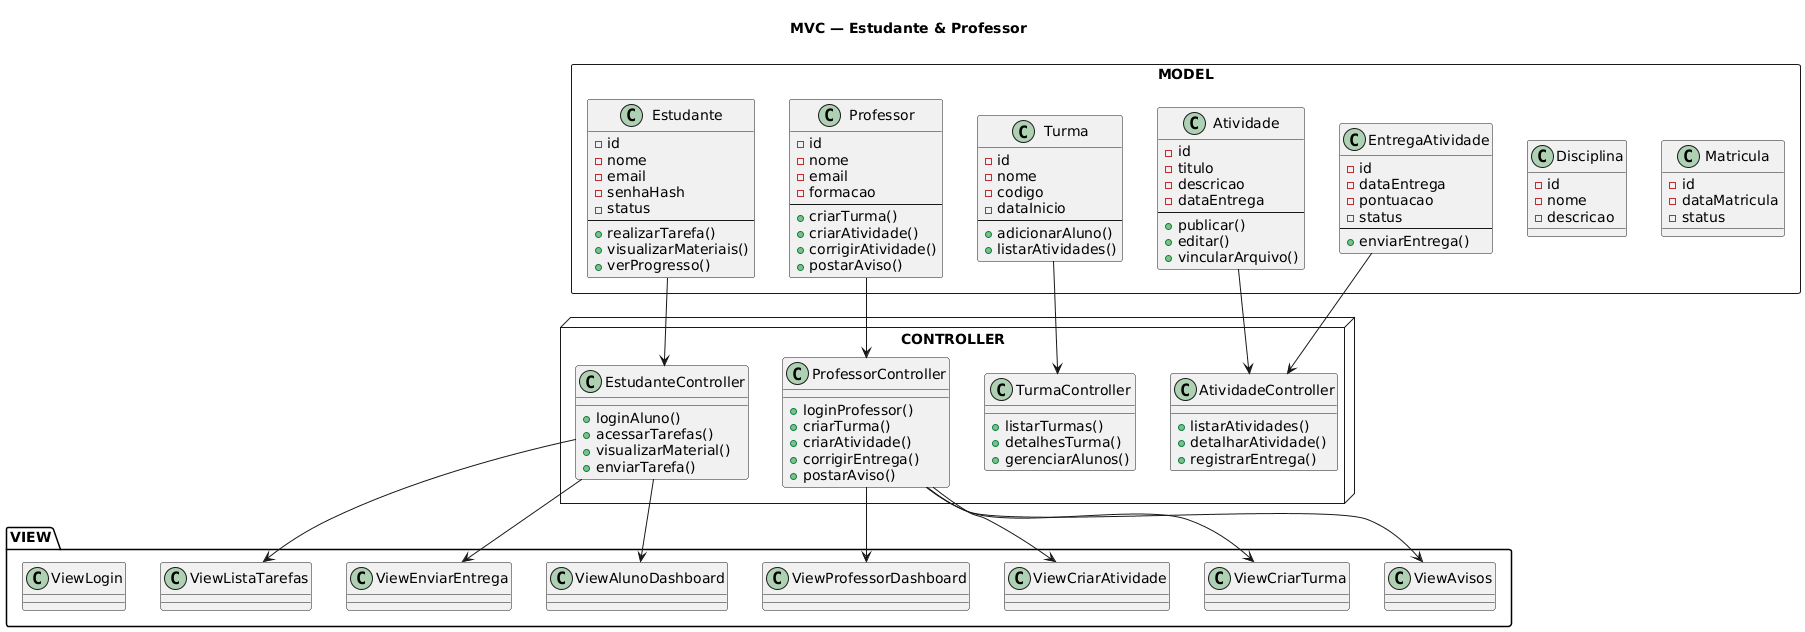 MVC — Estudante & Professor
MODEL
C Estudante
id
nome
email
senhaHash
status
realizarTarefa()
visualizarMateriais()
verProgresso()
C Professor
id
nome
email
formacao
criarTurma()
criarAtividade()
corrigirAtividade()
postarAviso()
C Turma
id
nome
codigo
dataInicio
adicionarAluno()
listarAtividades()
C Atividade
id
titulo
descricao
dataEntrega
publicar()
editar()
vincularArquivo()
C EntregaAtividade
id
dataEntrega
pontuacao
status
enviarEntrega()
C Disciplina
id
nome
descricao
C Matricula
id
dataMatricula
status
CONTROLLER
C EstudanteController
loginAluno()
acessarTarefas()
visualizarMaterial()
enviarTarefa()
C ProfessorController
loginProfessor()
criarTurma()
criarAtividade()
corrigirEntrega()
postarAviso()
C TurmaController
listarTurmas()
detalhesTurma()
gerenciarAlunos()
C AtividadeController
listarAtividades()
detalharAtividade()
registrarEntrega()
VIEW
C ViewLogin
C ViewListaTarefas
C ViewEnviarEntrega
C ViewAlunoDashboard
C ViewProfessorDashboard
C ViewCriarAtividade
C ViewCriarTurma
C ViewAvisos